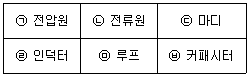 ㉠ 전압원 ㉡ 전류원 ㉢ 마디
㉣ 인덕터 ㉤ 루프 ㉥ 커패시터